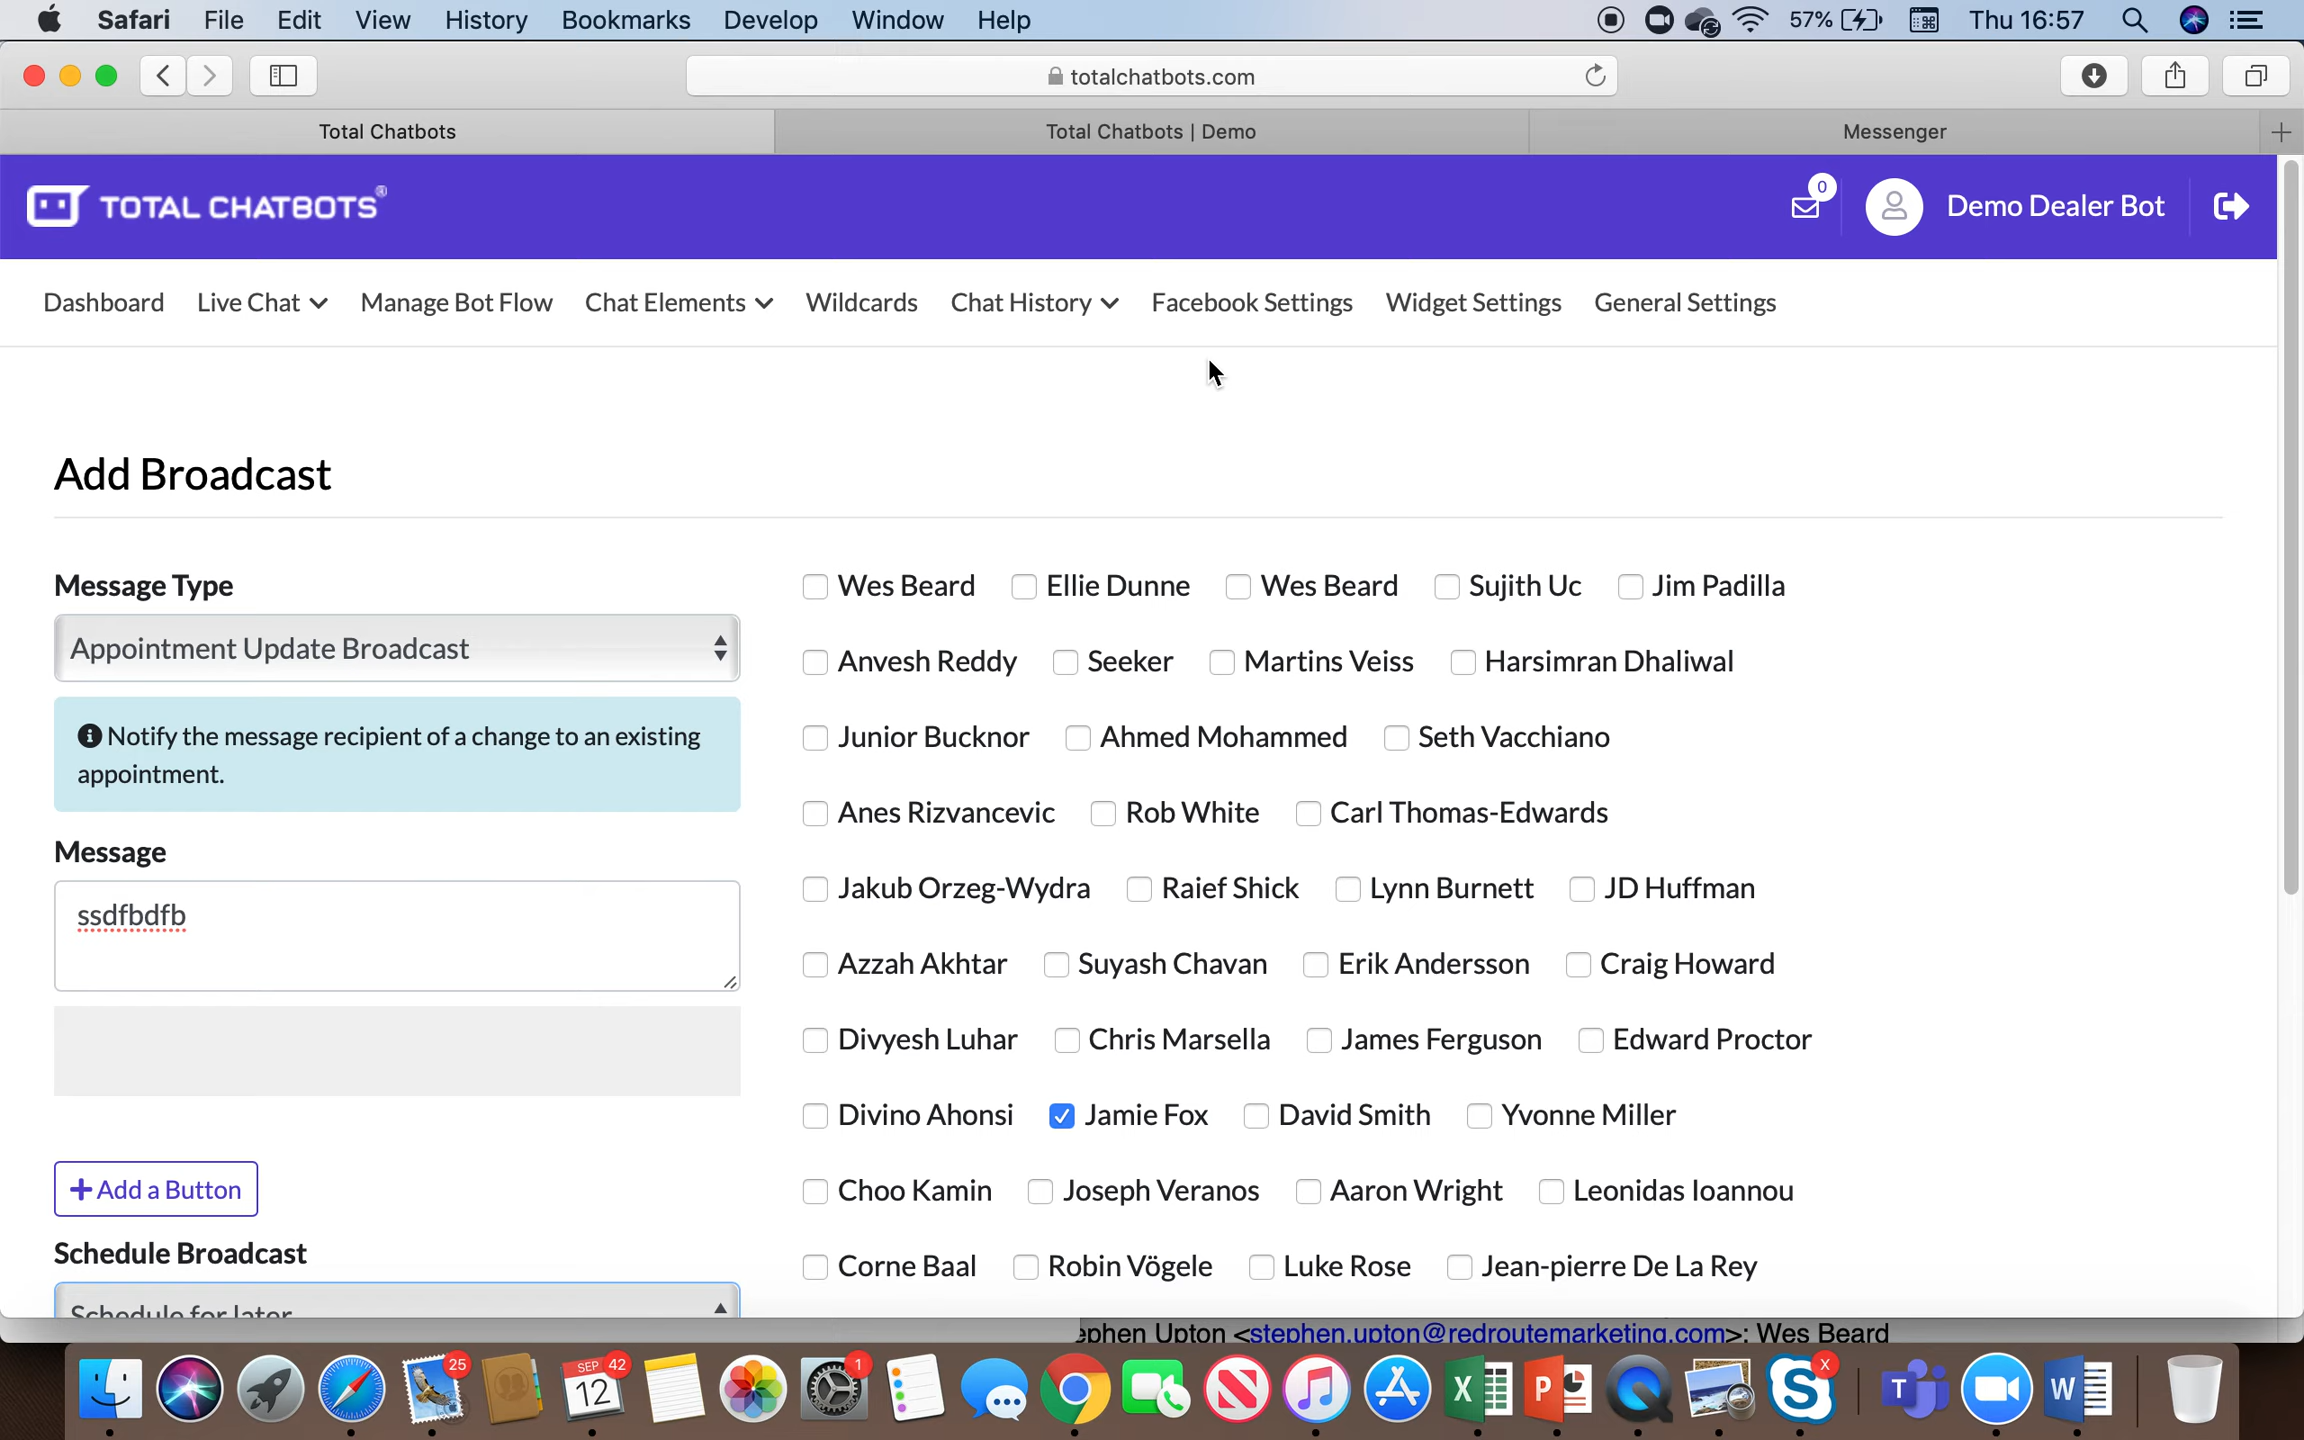 Safari File Edit View History Bookmarks Develop Window Help 57% Thu 16:57
totalchatbots.com
Total Chatbots Total Chatbots | Demo Messenger
TOTAL CHATBOTS® 0 Demo Dealer Bot
Dashboard Live Chat Manage Bot Flow Chat Elements Wildcards Chat History Facebook Settings Widget Settings General Settings
Add Broadcast
Message Type
Appointment Update Broadcast
Notify the message recipient of a change to an existing
appointment.
Message
ssdfbdfb
+ Add a Button
Schedule Broadcast
Schedule for later
Wes Beard Ellie Dunne Wes Beard Sujith Uc Jim Padilla
Anvesh Reddy Seeker Martins Veiss Harsimran Dhaliwal
Junior Bucknor Ahmed Mohammed Seth Vacchiano
Anes Rizvancevic Rob White Carl Thomas-Edwards
Jakub Orzeg-Wydra Raief Shick Lynn Burnett JD Huffman
Azzah Akhtar Suyash Chavan Erik Andersson Craig Howard
Divyesh Luhar Chris Marsella James Ferguson Edward Proctor
Divino Ahonsi Jamie Fox David Smith Yvonne Miller
Choo Kamin Joseph Veranos Aaron Wright Leonidas Ioannou
Corne Baal Robin Vögele Luke Rose Jean-pierre De La Rey
ephen Upton <stephen.upton@redroutemarketing.com>: Wes Beard
25 SEP 12 42 1 X P S X T W